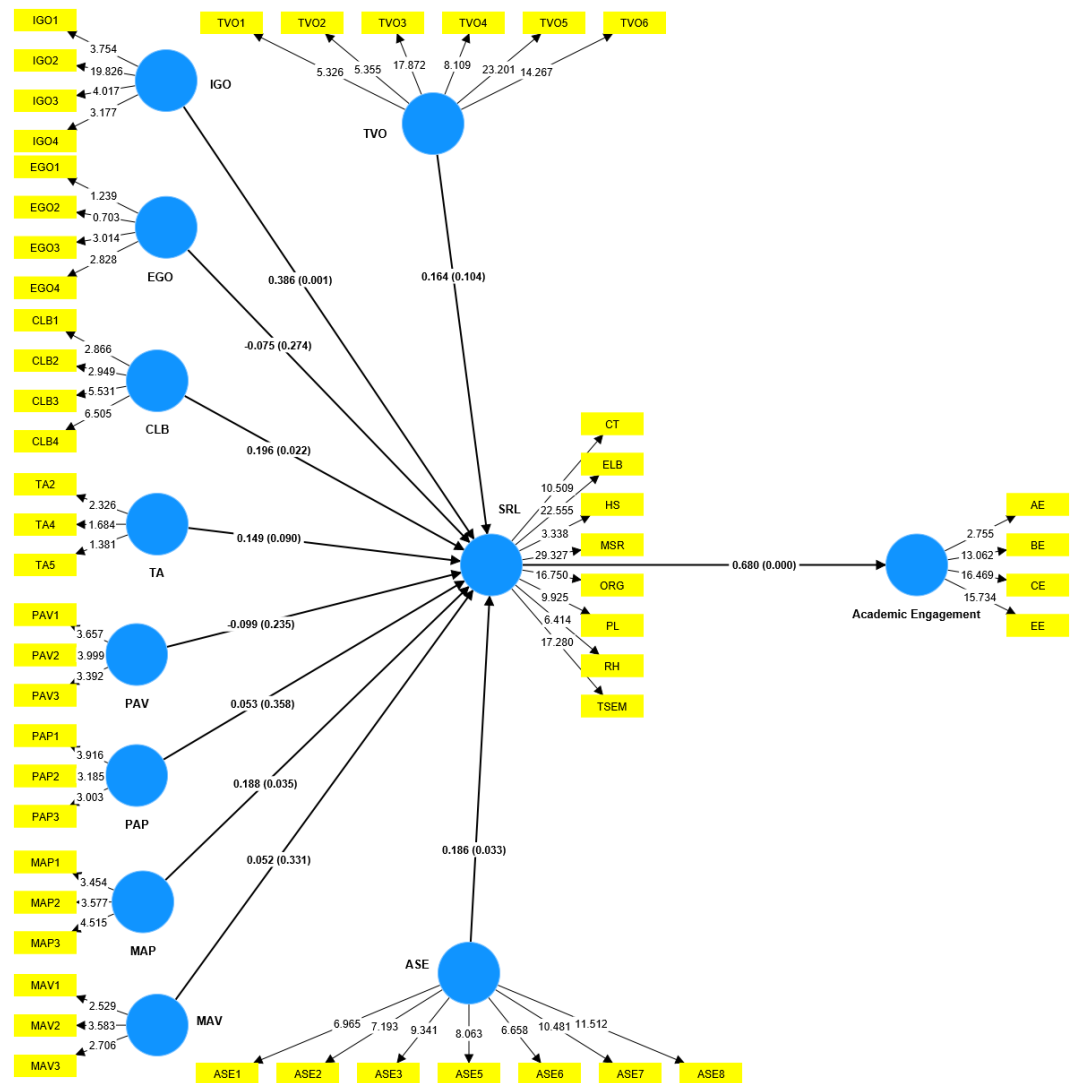 IGO1
IGO2
IGO3
IGO4
3.754
19.826
4.017
3.177
IGO
TVO1
TVO2
TVO3
TVO4
TVO5
TVO6
5.326
5.355
17.872
8.109
23.201
14.267
TVO
EGO1
EGO2
EGO3
EGO4
1.239
0.703
3.014
2.828
EGO
CLB1
CLB2
CLB3
CLB4
2.866
2.949
5.531
6.505
CLB
TA2
TA4
TA5
2.326
1.684
1.381
TA
PAV1
PAV2
PAV3
3.657
3.999
3.392
PAV
PAP1
PAP2
PAP3
3.916
3.185
3.003
PAP
MAP1
MAP2
MAP3
3.454
3.577
4.515
MAP
MAV1
MAV2
MAV3
2.529
3.583
2.706
MAV
0.386 (0.001)
-0.075 (0.274)
0.196 (0.022)
0.149 (0.090)
-0.099 (0.235)
0.053 (0.358)
0.188 (0.035)
0.052 (0.331)
0.164 (0.104)
0.186 (0.033)
SRL
CT
ELB
HS
MSR
ORG
PL
RH
TSEM
10.509
22.555
3.338
29.327
16.750
9.925
6.414
17.280
0.680 (0.000)
Academic Engagement
AE
BE
CE
EE
2.755
13.062
16.469
15.734
ASE
6.965
7.193
9.341
8.063
6.658
10.481
11.512
ASE1
ASE2
ASE3
ASE5
ASE6
ASE7
ASE8